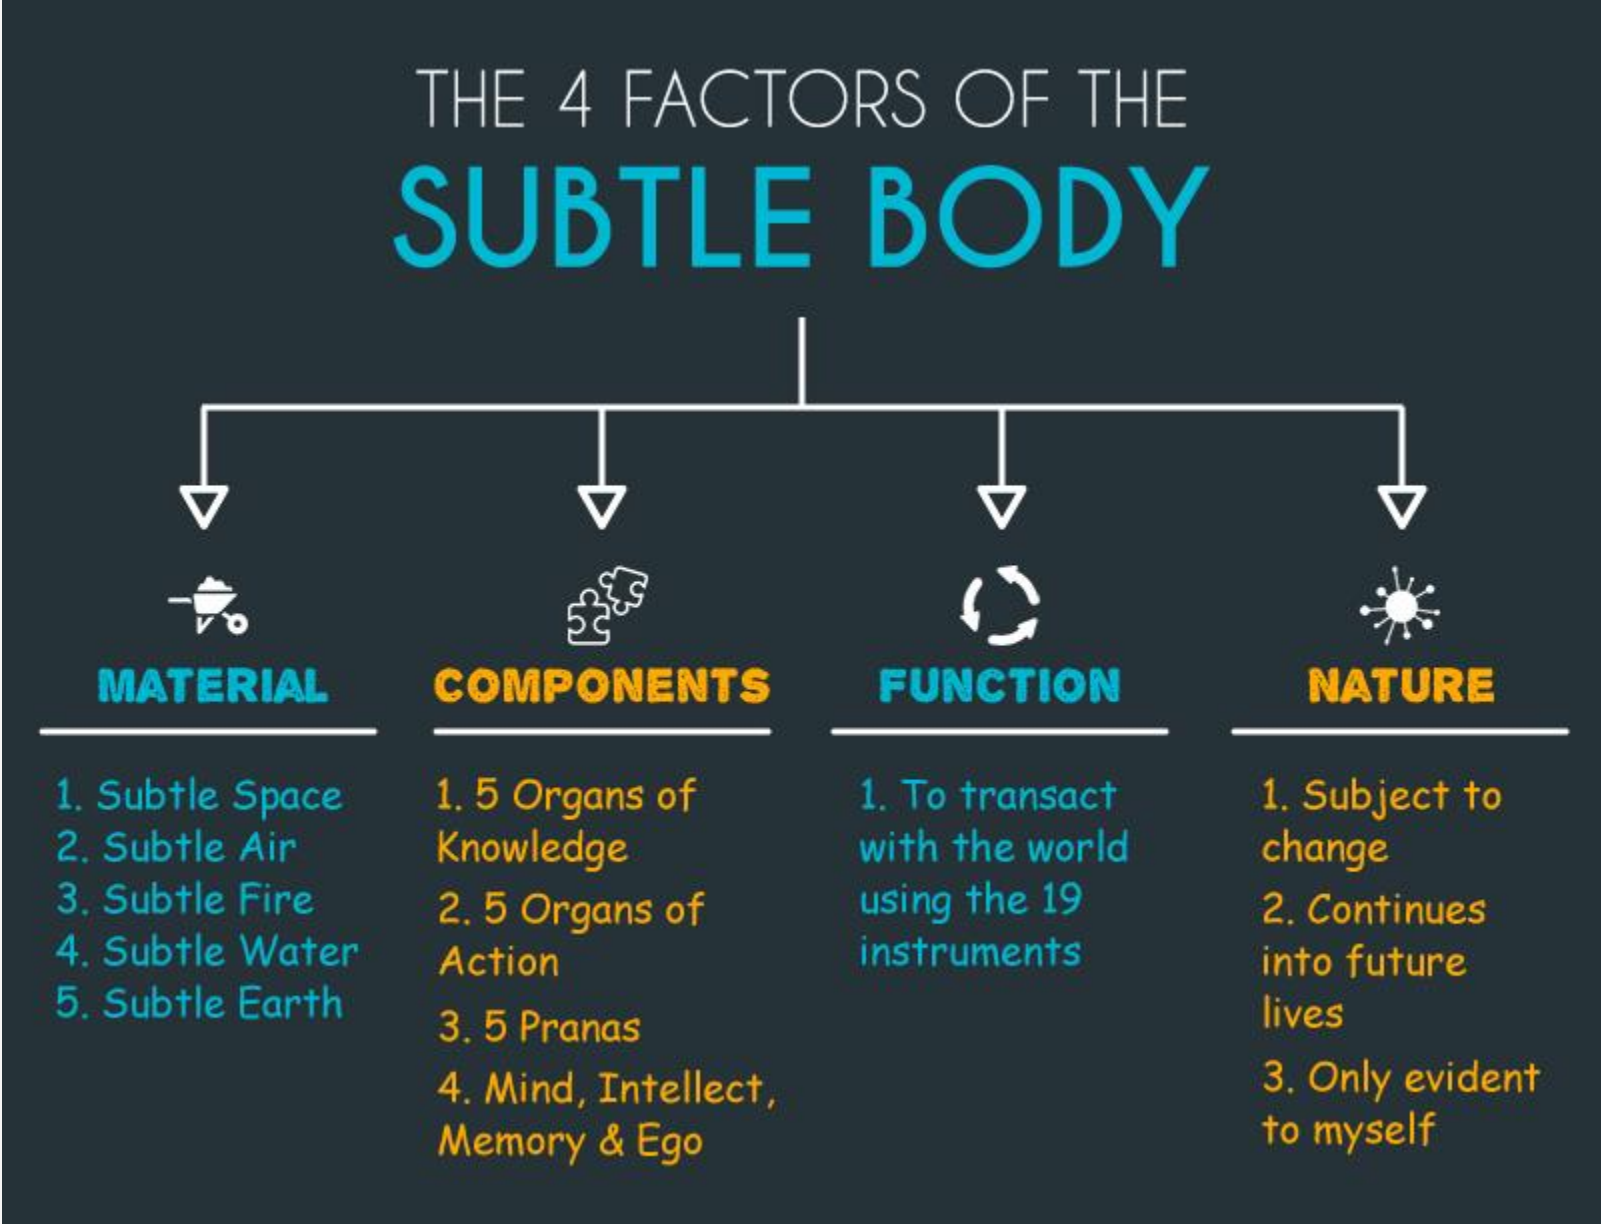 THE 4 FACTORS OF THE
SUBTLE BODY
MATERIAL
1. Subtle Space
2. Subtle Air
3. Subtle Fire
4. Subtle Water
5. Subtle Earth
COMPONENTS
1. 5 Organs of
Knowledge
2. 5 Organs of
Action
3. 5 Pranas
4. Mind, Intellect,
Memory & Ego
FUNCTION
1. To transact
with the world
using the 19
instruments
NATURE
1. Subject to
change
2. Continues
into future
lives
3. Only evident
to myself